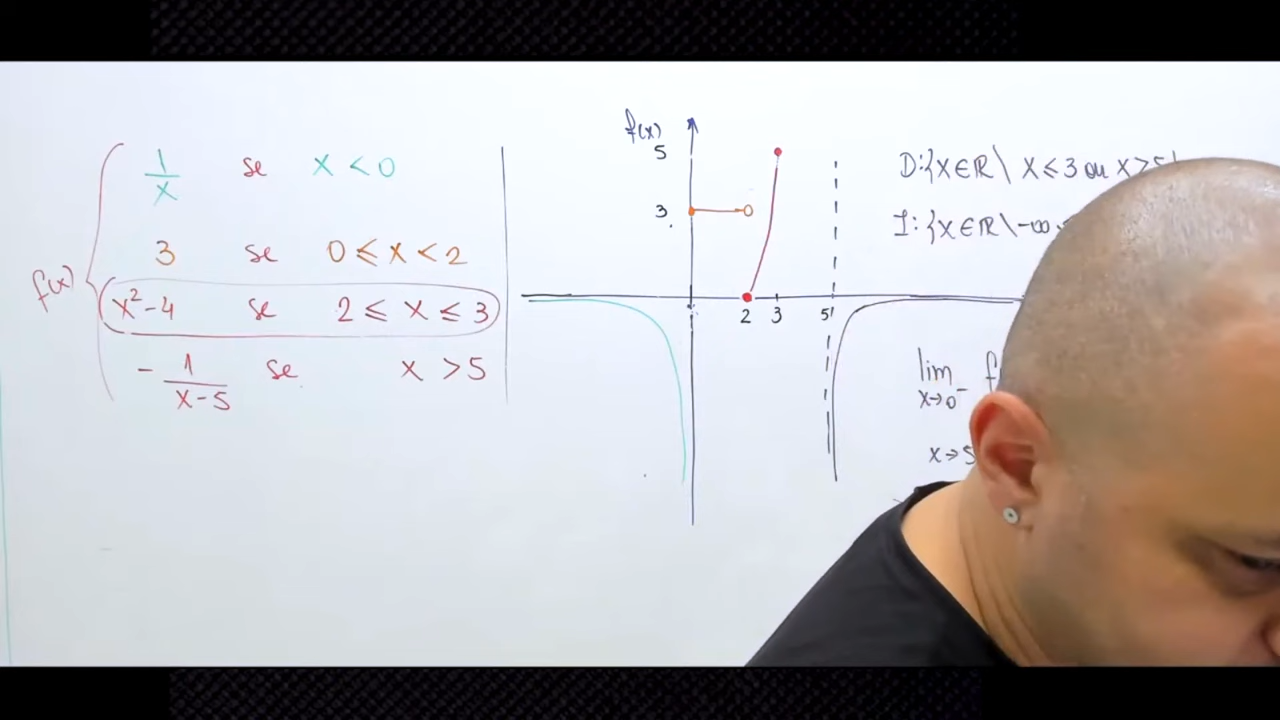 1/x se x < 0
3 se 0 ≤ x < 2
f(x) { x²-4 se 2 ≤ x ≤ 3
- 1/(x-5) se x > 5
f(x)
5
3
2 3 5
D:{x∈ℝ \ x ≤ 3 ou x > 5
I:{x∈ℝ \ -∞
lim f
x→0⁻
x→5